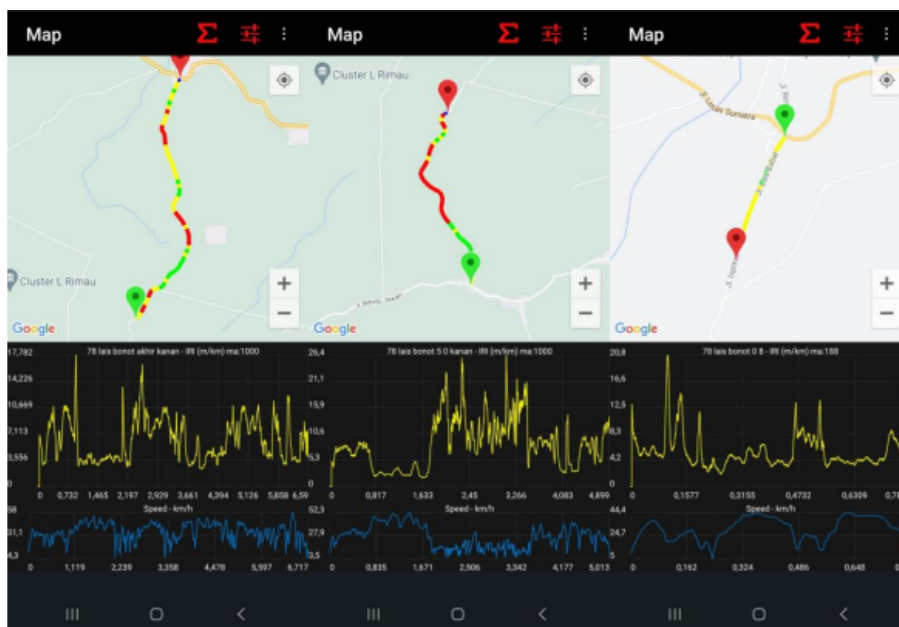 Map
Σ
Cluster L Rimau
Google
17,782
78 lais bonot akhir kanan - IRI (m/km) ma:1000
14,226
10,669
7,113
3,556
0
0 0,732 1,465 2,197 2,929 3,661 4,394 5,126 5,858 6,59
58
Speed - km/h
31,1
4,3
0 1,119 2,239 3,358 4,478 5,597 6,717
Map
Σ
Cluster L Rimau
Google
26,4
78 lais bonot 5 0 kanan - IRI (m/km) ma:1000
21,1
15,9
10,6
5,3
0
0 0,817 1,633 2,45 3,266 4,083 4,899
52,3
Speed - km/h
27,9
3,5
0 0,835 1,671 2,506 3,342 4,177 5,013
Map
Σ
Jl. Lintas Sumatra
Google
20,8
78 lais bonot 0 8 - IRI (m/km) ma:188
16,6
12,5
8,3
4,2
0
0 0,1577 0,3155 0,4732 0,6309
44,4
Speed - km/h
24,7
5
0 0,162 0,324 0,486 0,648